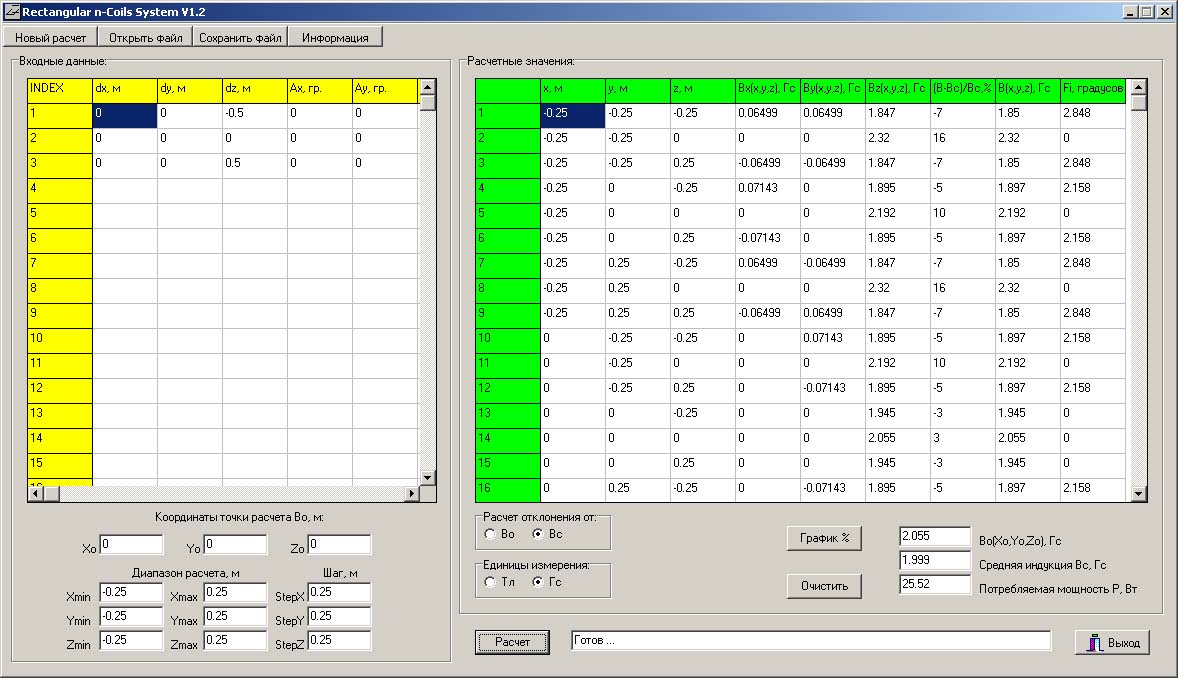 Rectangular n-Coils System V1.2
Новый расчет Открыть файл Сохранить файл Информация
Входные данные:
INDEX dx, м dy, м dz, м Ax, гр. Ay, гр.
1 0 0 -0.5 0 0
2 0 0 0 0 0
3 0 0 0.5 0 0
4
5
6
7
8
9
10
11
12
13
14
15
16
Координаты точки расчета Bo, м:
Xo 0 Yo 0 Zo 0
Диапазон расчета, м Шаг, м
Xmin -0.25 Xmax 0.25 StepX 0.25
Ymin -0.25 Ymax 0.25 StepY 0.25
Zmin -0.25 Zmax 0.25 StepZ 0.25
Расчетные значения:
x, м y, м z, м Bx(x,y,z), Гс By(x,y,z), Гс Bz(x,y,z), Гс (B-Bc)/Bc,% B(x,y,z), Гс Fi, градусов
1 -0.25 -0.25 -0.25 0.06499 0.06499 1.847 -7 1.85 2.848
2 -0.25 -0.25 0 0 0 2.32 16 2.32 0
3 -0.25 -0.25 0.25 -0.06499 -0.06499 1.847 -7 1.85 2.848
4 -0.25 0 -0.25 0.07143 0 1.895 -5 1.897 2.158
5 -0.25 0 0 0 0 2.192 10 2.192 0
6 -0.25 0 0.25 -0.07143 0 1.895 -5 1.897 2.158
7 -0.25 0.25 -0.25 0.06499 -0.06499 1.847 -7 1.85 2.848
8 -0.25 0.25 0 0 0 2.32 16 2.32 0
9 -0.25 0.25 0.25 -0.06499 0.06499 1.847 -7 1.85 2.848
10 0 -0.25 -0.25 0 0.07143 1.895 -5 1.897 2.158
11 0 -0.25 0 0 0 2.192 10 2.192 0
12 0 -0.25 0.25 0 -0.07143 1.895 -5 1.897 2.158
13 0 0 -0.25 0 0 1.945 -3 1.945 0
14 0 0 0 0 0 2.055 3 2.055 0
15 0 0 0.25 0 0 1.945 -3 1.945 0
16 0 0.25 -0.25 0 -0.07143 1.895 -5 1.897 2.158
Расчет отклонения от:
Bo Bc
Единицы измерения:
Тл Гс
График %
Очистить
2.055 Bo(Xo,Yo,Zo), Гс
1.999 Средняя индукция Bc, Гс
25.52 Потребляемая мощность P, Вт
Расчет Готов ... Выход